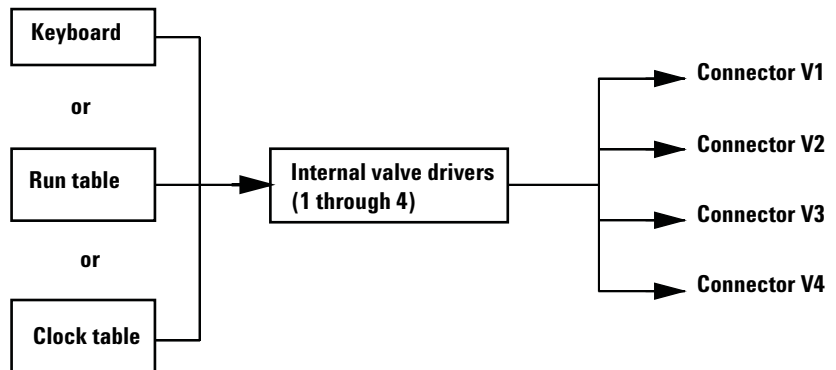 Keyboard
or
Run table
or
Clock table
Internal valve drivers
(1 through 4)
Connector V1
Connector V2
Connector V3
Connector V4